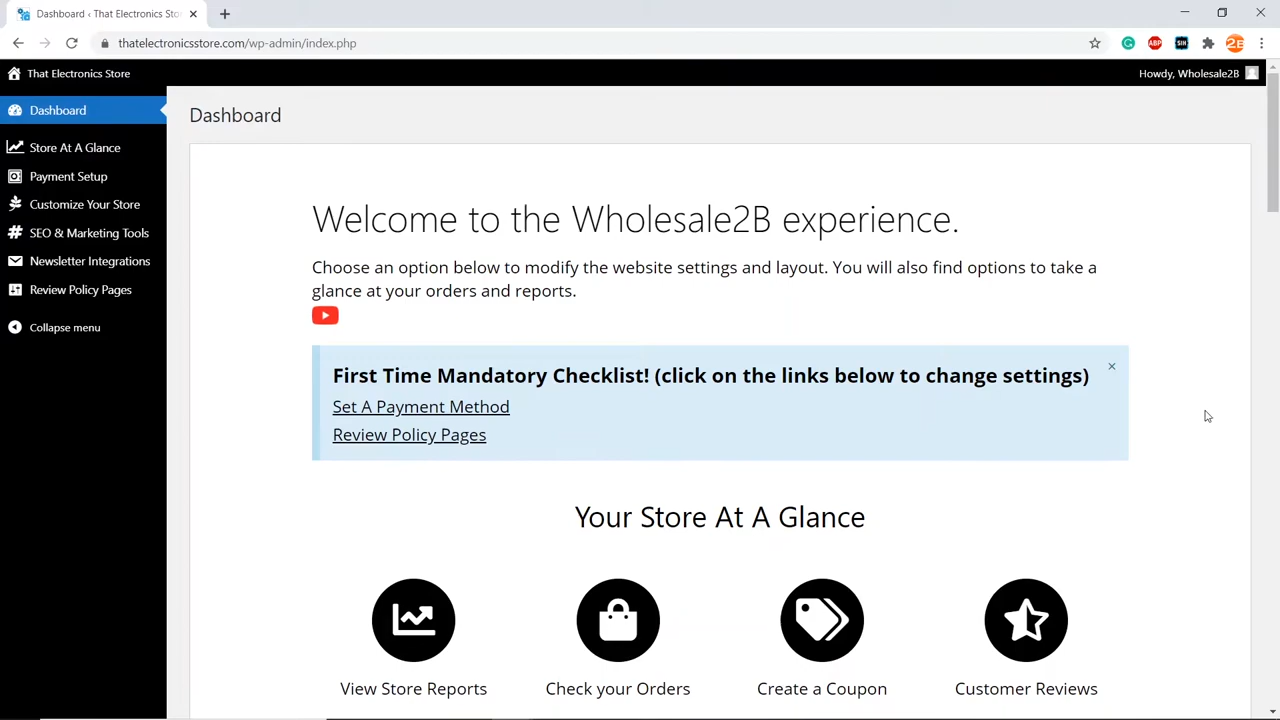 Dashboard ‹ That Electronics Sto
thatelectronicsstore.com/wp-admin/index.php
ABP
SIH
2B
That Electronics Store
Howdy, Wholesale2B
Dashboard
Store At A Glance
Payment Setup
Customize Your Store
SEO & Marketing Tools
Newsletter Integrations
Review Policy Pages
Collapse menu
Dashboard
Welcome to the Wholesale2B experience.
Choose an option below to modify the website settings and layout. You will also find options to take a
glance at your orders and reports.
First Time Mandatory Checklist! (click on the links below to change settings)
Set A Payment Method
Review Policy Pages
Your Store At A Glance
View Store Reports
Check your Orders
Create a Coupon
Customer Reviews